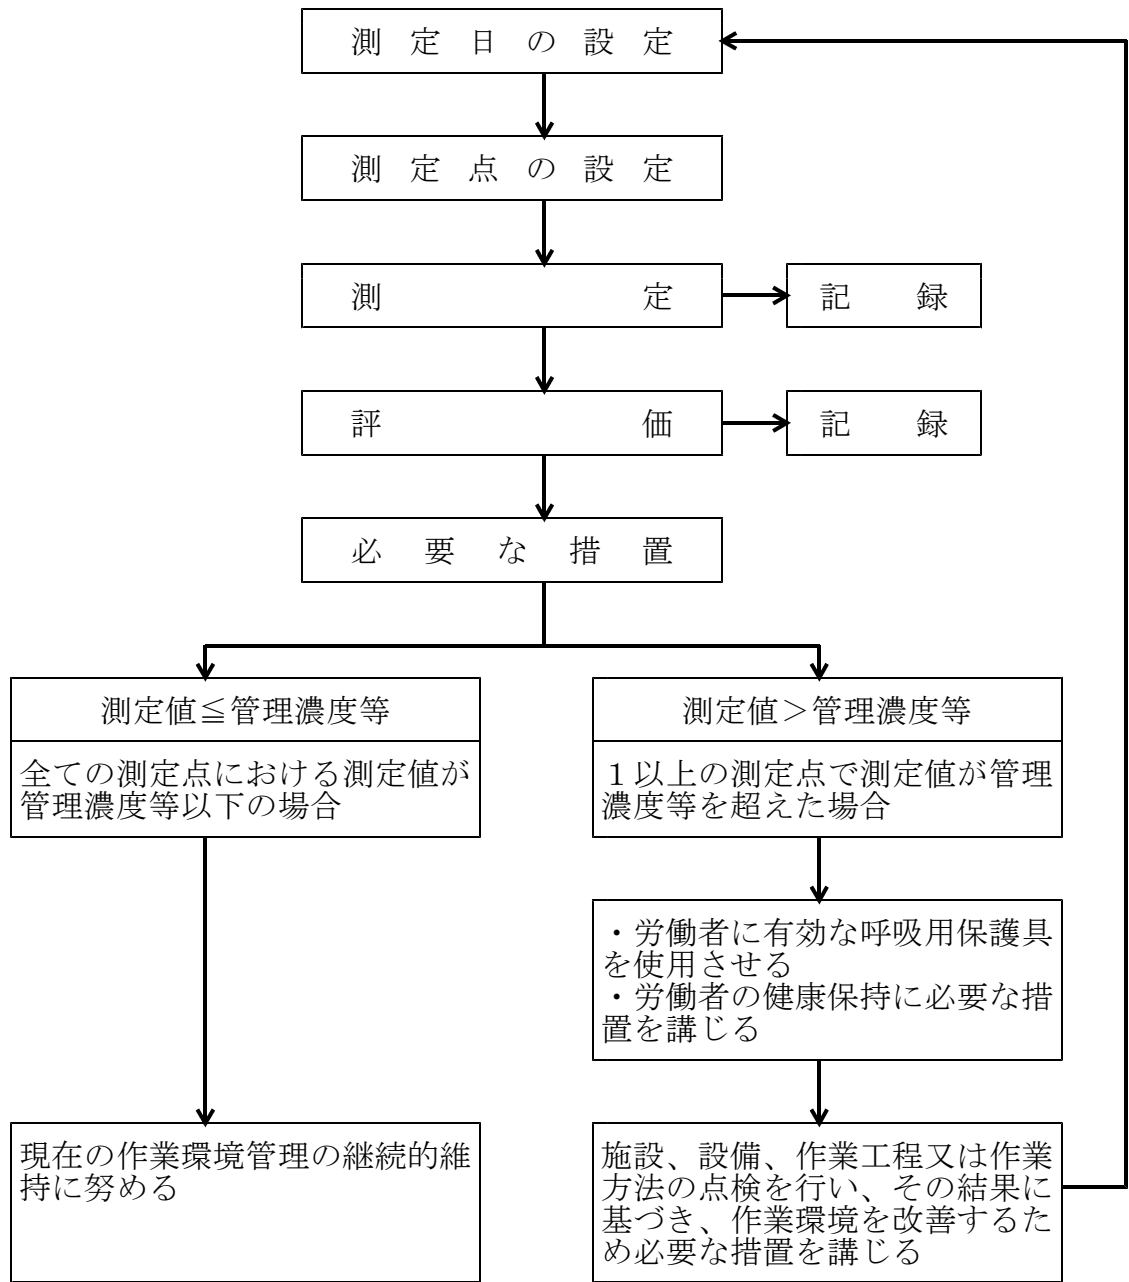 測定日の設定
測定点の設定
測定
記録
評価
記録
必要な措置
測定値≦管理濃度等
全ての測定点における測定値が
管理濃度等以下の場合
測定値＞管理濃度等
１以上の測定点で測定値が管理
濃度等を超えた場合
・労働者に有効な呼吸用保護具
を使用させる
・労働者の健康保持に必要な措
置を講じる
現在の作業環境管理の継続的維
持に努める
施設、設備、作業工程又は作業
方法の点検を行い、その結果に
基づき、作業環境を改善するた
め必要な措置を講じる